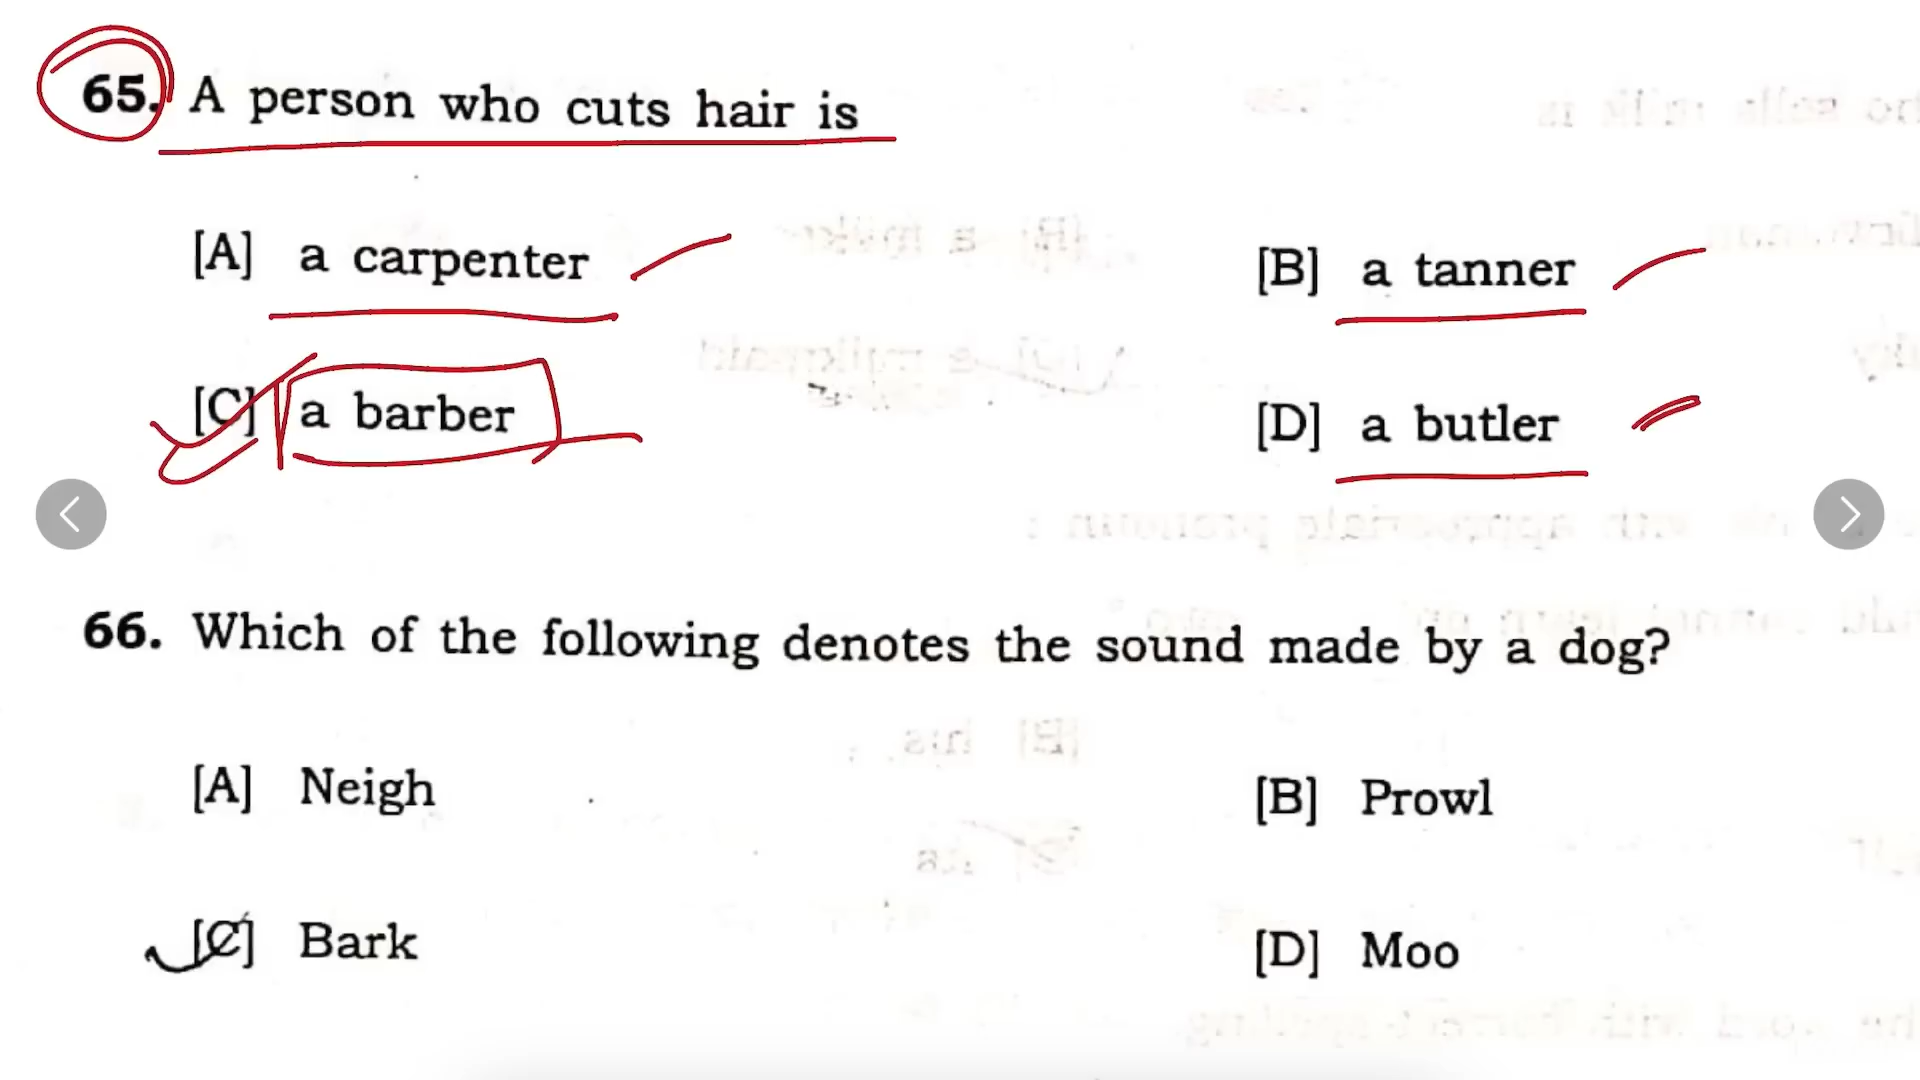 65. A person who cuts hair is
[A] a carpenter
[B] a tanner
[C] a barber
[D] a butler
66. Which of the following denotes the sound made by a dog?
[A] Neigh
[B] Prowl
[C] Bark
[D] Moo